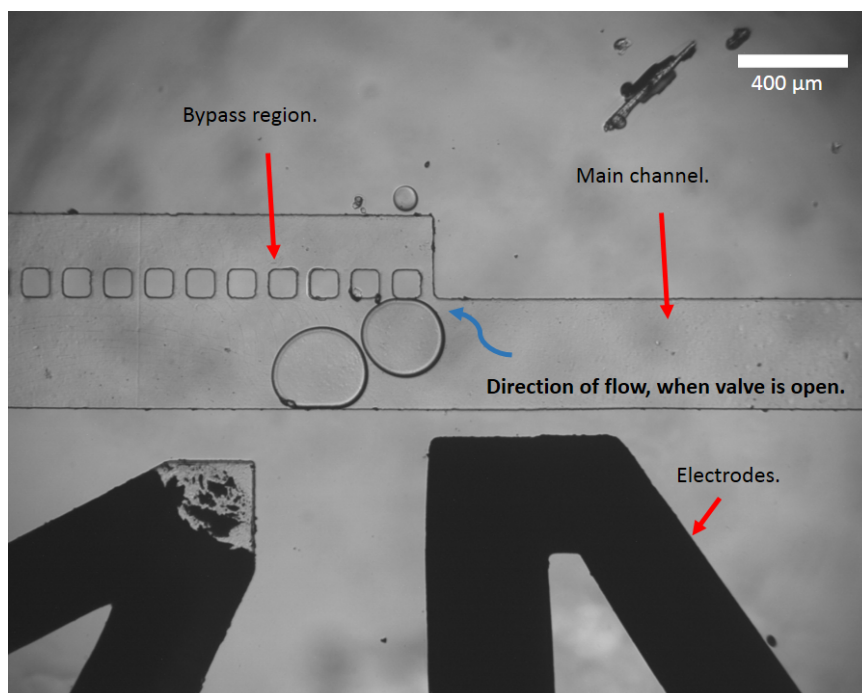 400 µm
Bypass region.
Main channel.
Direction of flow, when valve is open.
Electrodes.